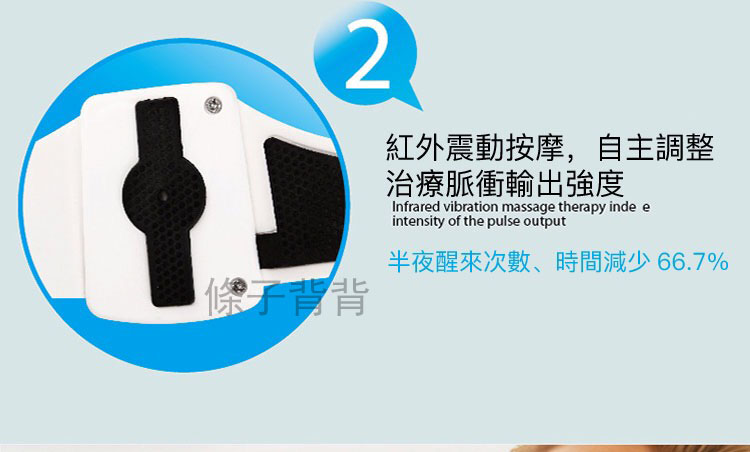 2
紅外震動按摩，自主調整
治療脈衝輸出強度
Infrared vibration massage therapy inde e
intensity of the pulse output
半夜醒來次數、時間減少 66.7%
條子背背